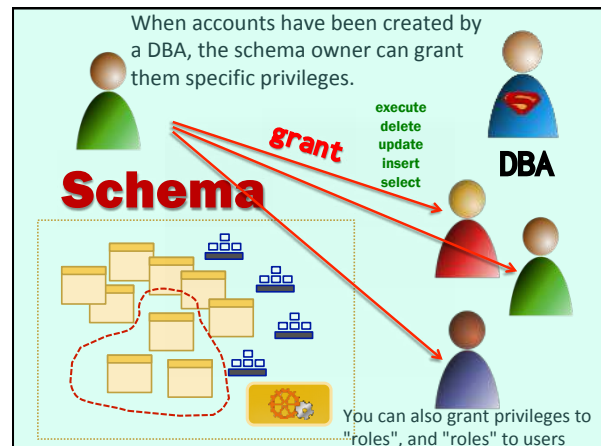 When accounts have been created by
a DBA, the schema owner can grant
them specific privileges.
execute
delete
update
insert
select
grant
DBA
Schema
You can also grant privileges to
"roles", and "roles" to users